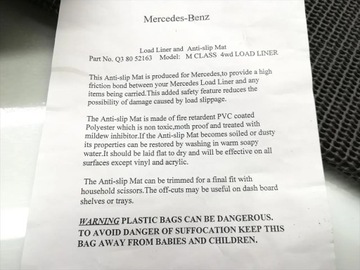 Mercedes-Benz
Load Liner and Anti-slip Mat
Part No. Q3 80 52163 Model: M CLASS 4wd LOAD LINER
This Anti-slip Mat is produced for Mercedes,to provide a high
friction bond between your Mercedes Load Liner and any
items being carried.This added safety feature reduces the
possibility of damage caused by load slippage.
The Anti-slip Mat is made of fire retardent PVC coated
Polyester which is non toxic,moth proof and treated with
mildew inhibitor.If the Anti-slip Mat becomes soiled or dusty
its properties can be restored by washing in warm soapy
water.It should be laid flat to dry and will be effective on all
surfaces except vinyl and acrylic.
The Anti-slip Mat can be trimmed for a final fit with
household scissors.The off-cuts may be useful on dash board
shelves or trays.
WARNING PLASTIC BAGS CAN BE DANGEROUS.
TO AVOID DANGER OF SUFFOCATION KEEP THIS
BAG AWAY FROM BABIES AND CHILDREN.